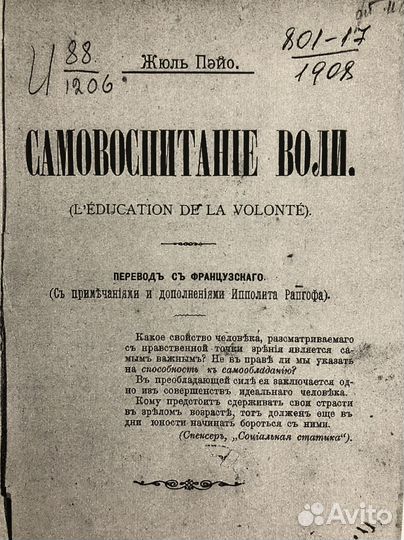 И 88/1206
801-17/1908
Жюль Пэйо.
САМОВОСПИТАНІЕ ВОЛИ.
(L'ÉDUCATION DE LA VOLONTÉ).
ПЕРЕВОДЪ СЪ ФРАНЦУЗСКАГО.
(Съ примѣчаніями и дополненіями Ипполита Рапгофа).
Какое свойство человѣка, разсматриваемаго
съ нравственной точки зрѣнія является са-
мымъ важнымъ? Не въ правѣ ли мы указать
на способность къ самообладанію?
Въ преобладающей силѣ ея заключается од-
но изъ совершенствъ идеальнаго человѣка.
Кому предстоитъ сдерживать свои страсти
въ зрѣломъ возрастѣ, тотъ долженъ еще въ
дни юности начинать бороться съ ними.
(Спенсеръ, „Соціальная статика").
Avito